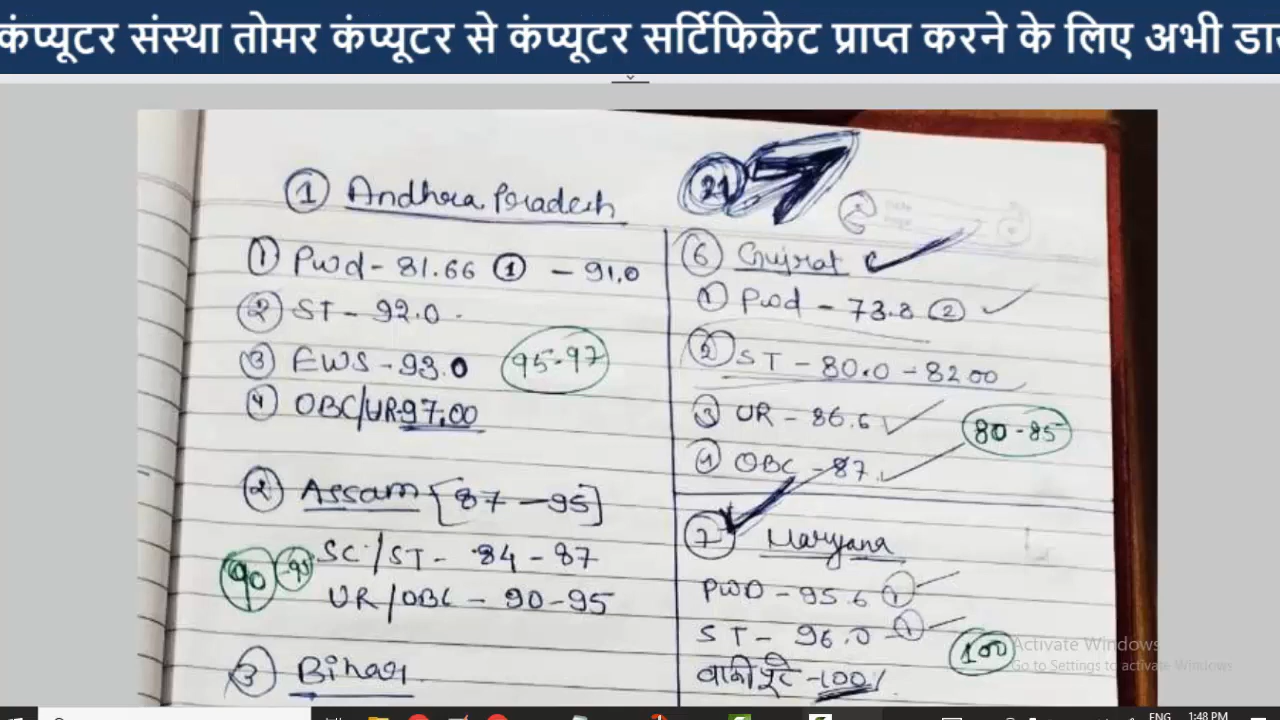 कंप्यूटर संस्था तोमर कंप्यूटर से कंप्यूटर सर्टिफिकेट प्राप्त करने के लिए अभी डा
① Andhra Pradesh
① Pwd - 81.66 ① - 91.0
② ST - 92.0
③ EWS - 93.0
95-97
④ OBC/UR-97.00
② Assam [87 - 95]
SC/ST - 84 - 87
90
UR/OBC - 90-95
③ Bihar
21
⑥ Gujrat
① Pwd - 73.8 ②
② ST - 80.0 - 82.00
③ UR - 86.6
80-85
④ OBC - 87
⑦ Haryana
PWD - 95.6 ①
ST - 96.0 - ①
100
बाकी पूरे - 100%
Activate Windows
Go to Settings to activate Windows
ENG
1:48 PM